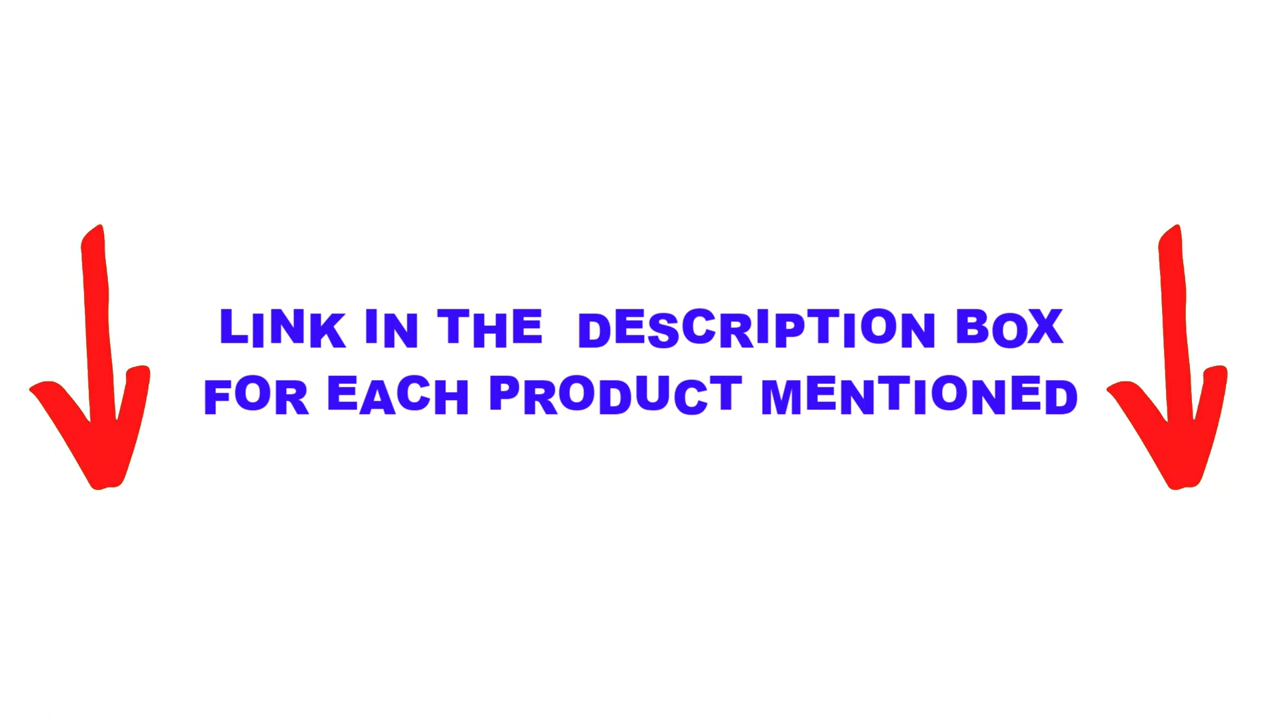 LINK IN THE DESCRIPTION BOX
FOR EACH PRODUCT MENTIONED